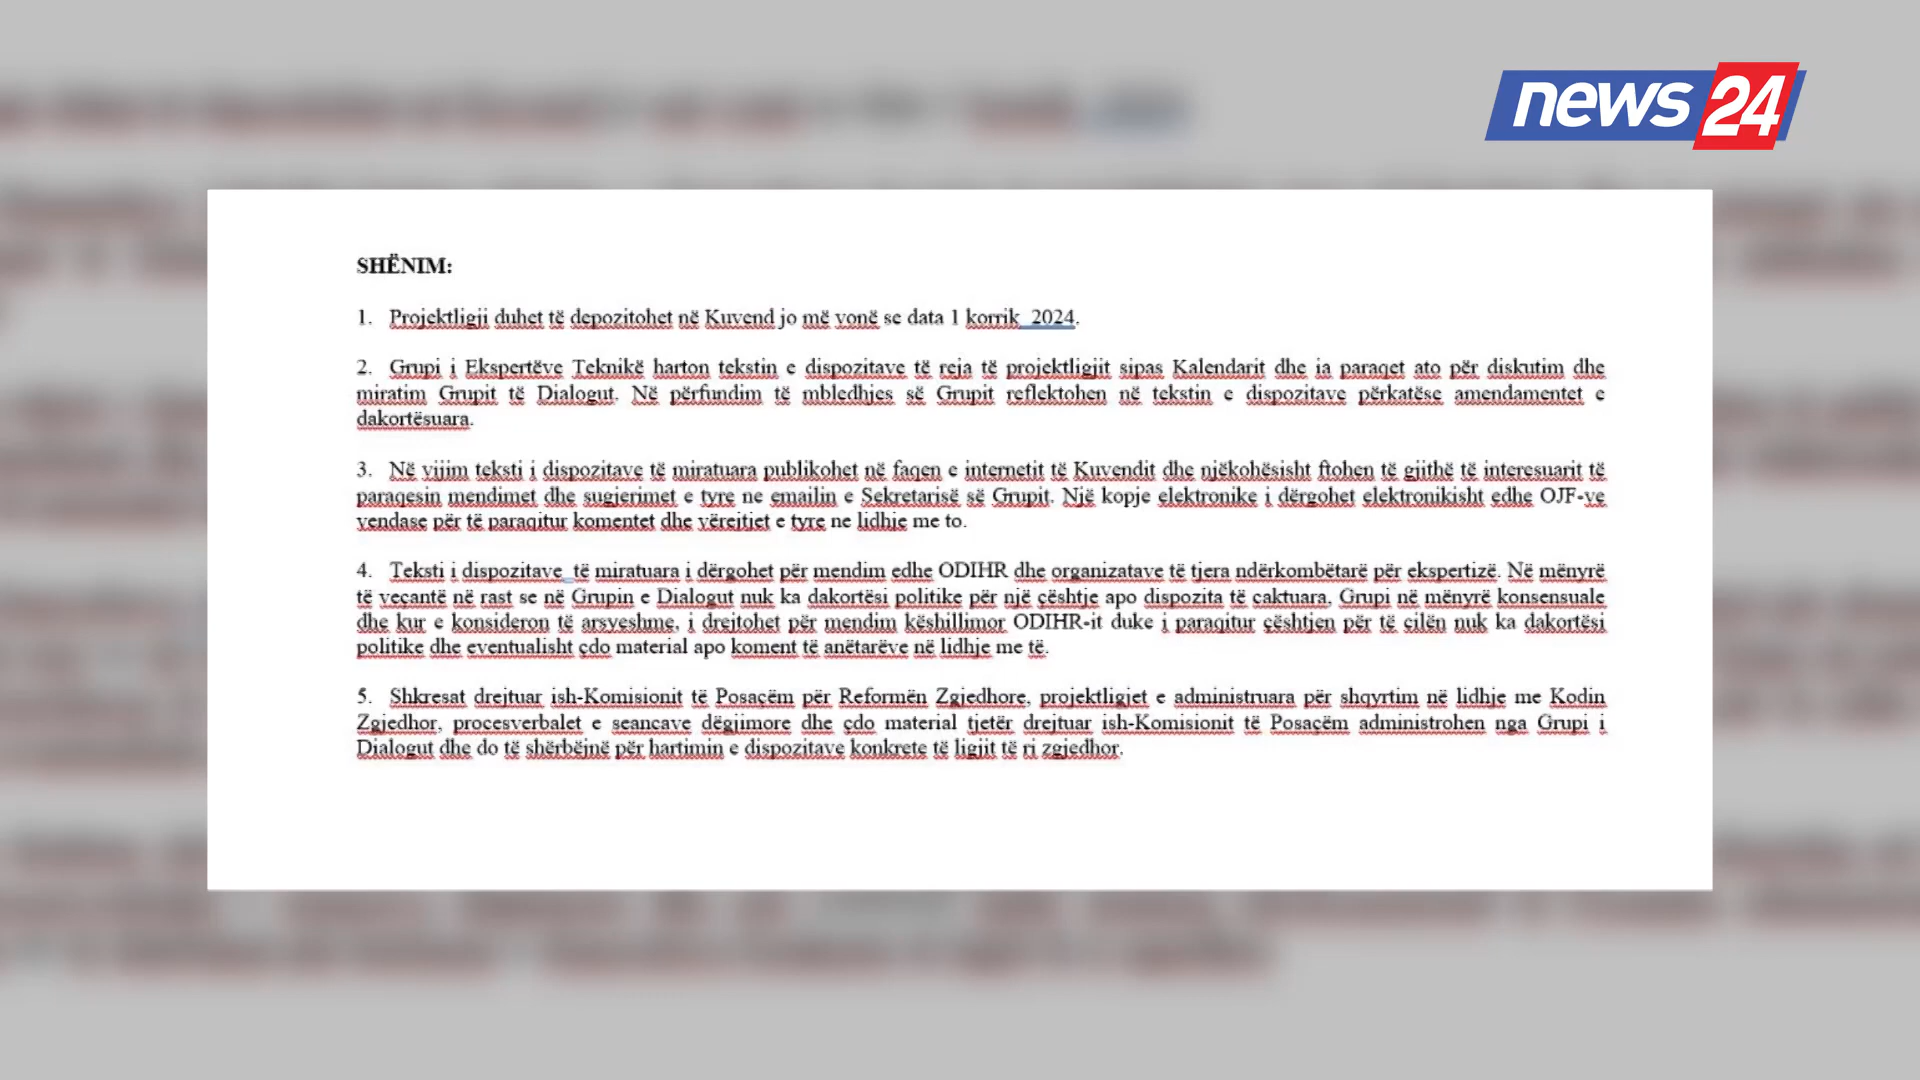 news 24
SHËNIM:
1. Projektligji duhet të depozitohet në Kuvend jo më vonë se data 1 korrik 2024.
2. Grupi i Ekspertëve Teknikë harton tekstin e dispozitave të reja të projektligjit sipas Kalendarit dhe ia paraqet ato për diskutim dhe
miratim Grupit të Dialogut. Në përfundim të mbledhjes së Grupit reflektohen në tekstin e dispozitave përkatëse amendamentet e
dakortësuara.
3. Në vijim teksti i dispozitave të miratuara publikohet në faqen e internetit të Kuvendit dhe njëkohësisht ftohen të gjithë të interesuarit të
paraqesin mendimet dhe sugjerimet e tyre ne emailin e Sekretarisë së Grupit. Një kopje elektronike i dërgohet elektronikisht edhe OJF-ve
vendase për të paraqitur komentet dhe vërejtjet e tyre ne lidhje me to.
4. Teksti i dispozitave të miratuara i dërgohet për mendim edhe ODIHR dhe organizatave të tjera ndërkombëtarë për ekspertizë. Në mënyrë
të veçantë në rast se në Grupin e Dialogut nuk ka dakortësi politike për një çështje apo dispozita të caktuara, Grupi në mënyrë konsensuale
dhe kur e konsideron të arsyeshme, i drejtohet për mendim këshillimor ODIHR-it duke i paraqitur çështjen për të cilën nuk ka dakortësi
politike dhe eventualisht çdo material apo koment të anëtarëve në lidhje me të.
5. Shkresat drejtuar ish-Komisionit të Posaçëm për Reformën Zgjedhore, projektligjet e administruara për shqyrtim në lidhje me Kodin
Zgjedhor, procesverbalet e seancave dëgjimore dhe çdo material tjetër drejtuar ish-Komisionit të Posaçëm administrohen nga Grupi i
Dialogut dhe do të shërbëjnë për hartimin e dispozitave konkrete të ligjit të ri zgjedhor.